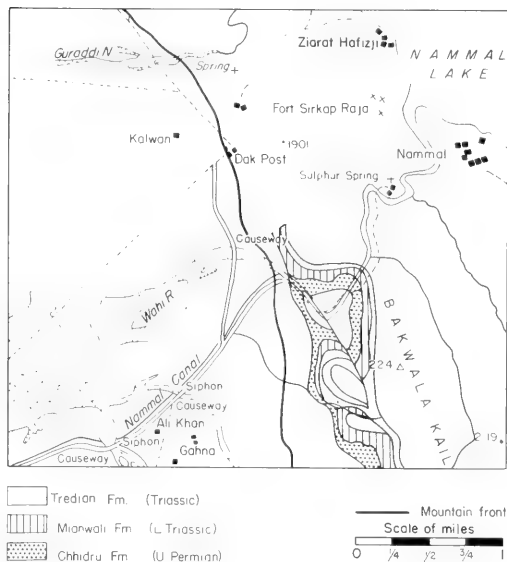 Guraddi N
Spring
Ziarat Hafizji
NAMMAL
LAKE
Fort Sirkap Raja
Kalwan
1901
Dak Post
Nammal
Sulphur Spring
Causeway
Wahi R
BAKWALA KAIL
224
Nammal Canal
Siphon
Causeway
Ali Khan
Siphon
Gahna
Causeway
219
Tredian Fm. (Triassic)
Mianwali Fm (L Triassic)
Chhidru Fm (U Permian)
Mountain front
Scale of miles
0 1/4 1/2 3/4 1